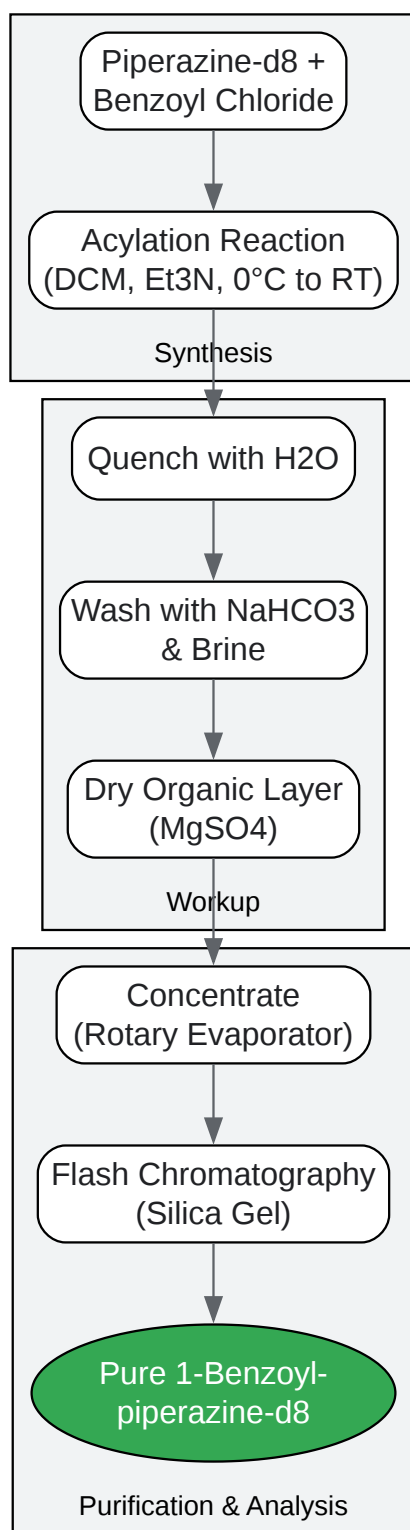 Piperazine-d8 +
Benzoyl Chloride
Acylation Reaction
(DCM, Et3N, 0°C to RT)
Synthesis
Quench with H2O
Wash with NaHCO3
& Brine
Dry Organic Layer
(MgSO4)
Workup
Concentrate
(Rotary Evaporator)
Flash Chromatography
(Silica Gel)
Pure 1-Benzoyl-
piperazine-d8
Purification & Analysis